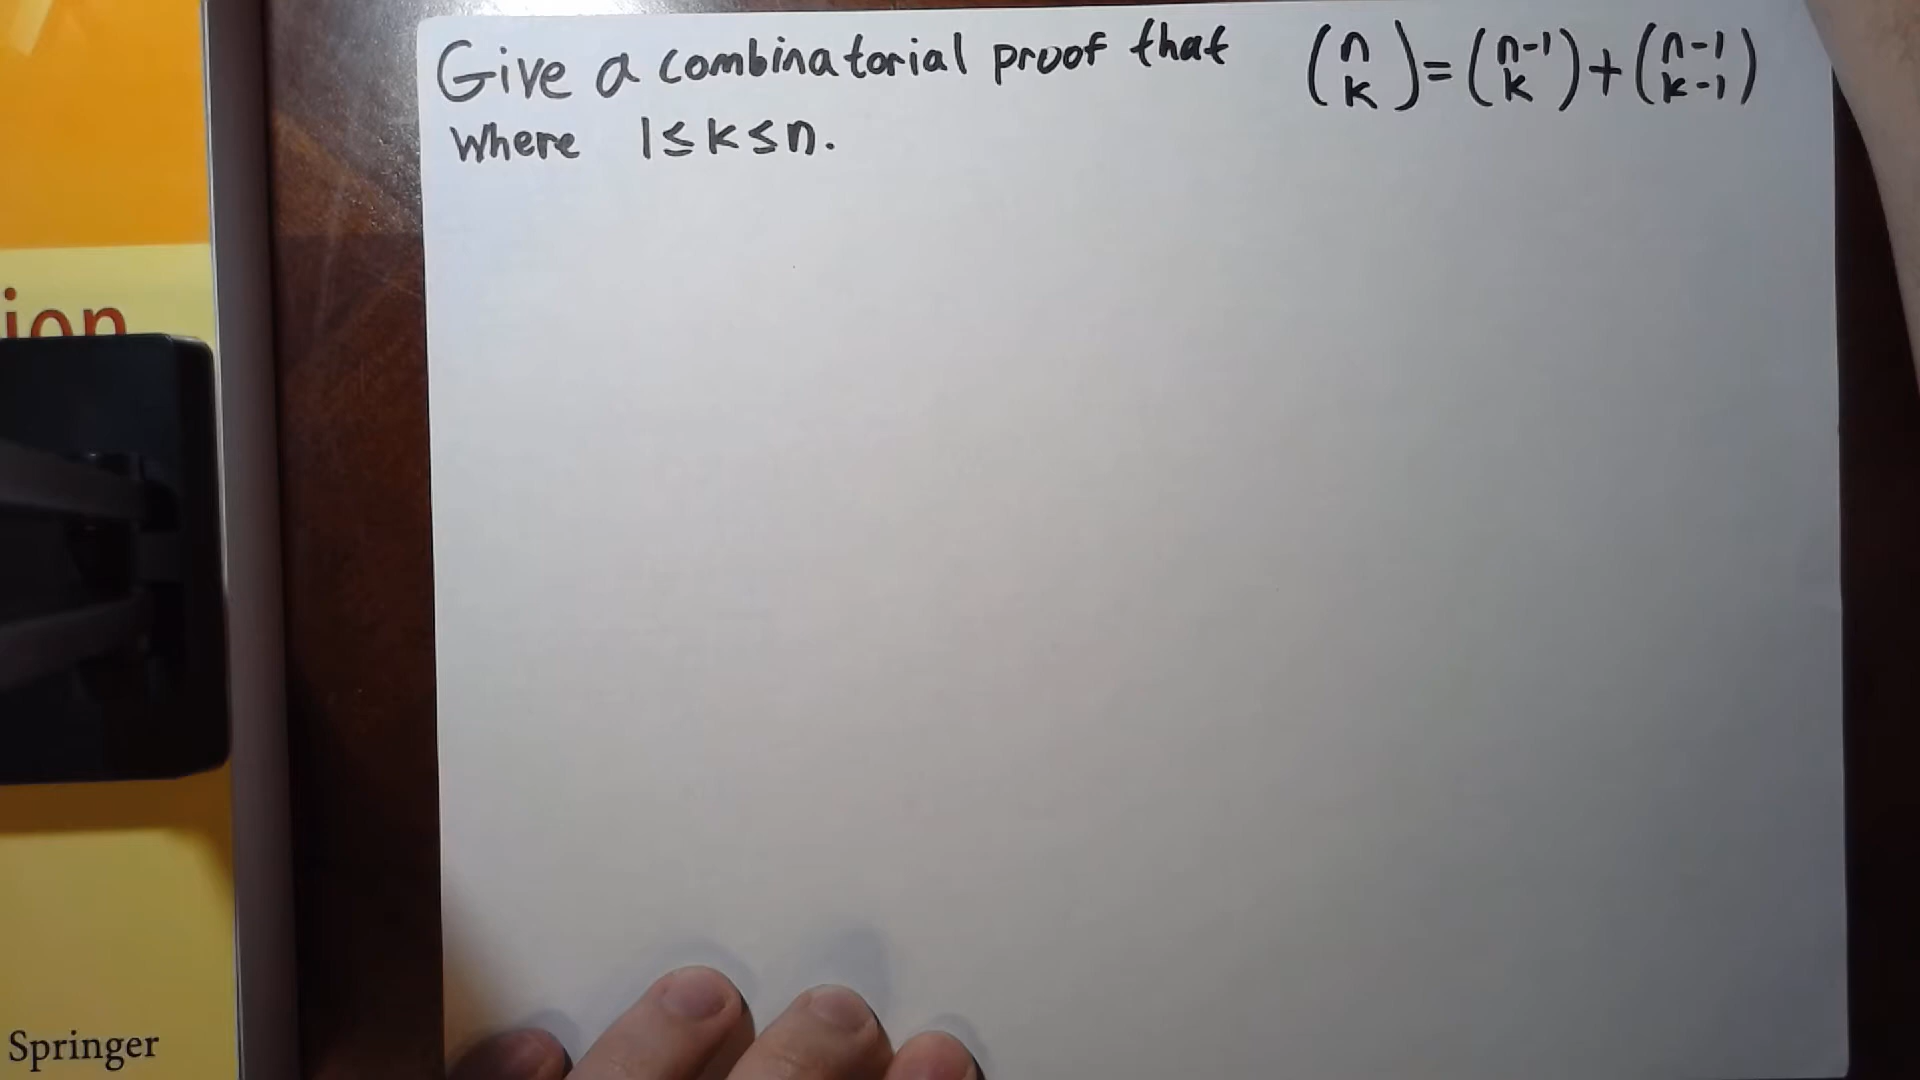 Give a combinatorial proof that (n k) = (n-1 k) + (n-1 k-1)
where 1 ≤ k ≤ n.
ion
Springer